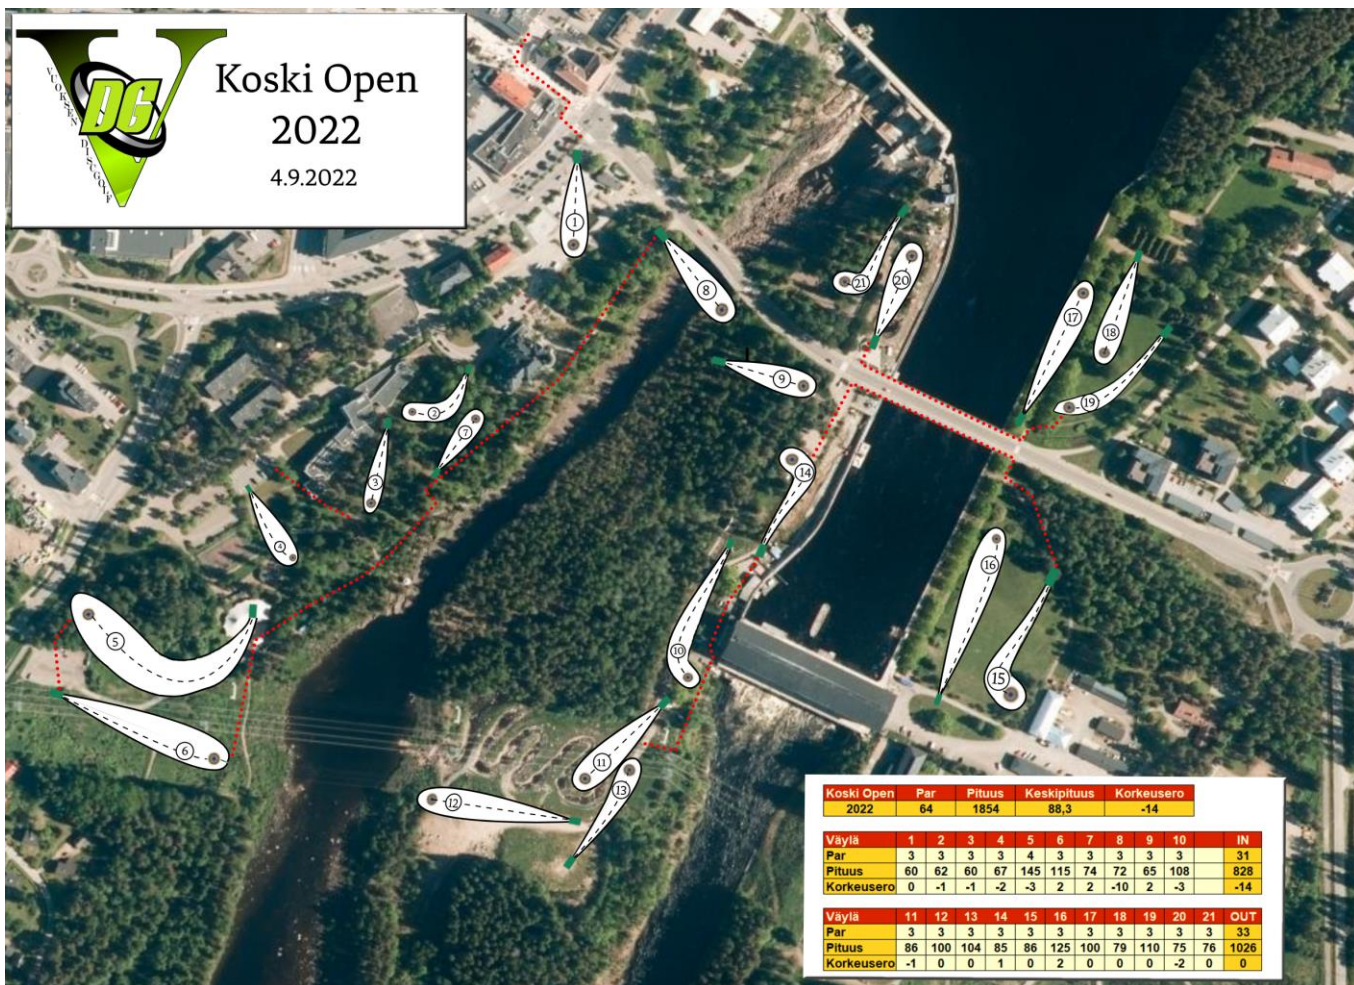 VUOKSEN DISCGOLF
DG
Koski Open
2022
4.9.2022
1
8
21
20
17
18
19
9
2
7
3
14
4
16
5
10
15
6
11
13
12
Koski Open Par Pituus Keskipituus Korkeusero
2022 64 1854 88,3 -14
Väylä 1 2 3 4 5 6 7 8 9 10 IN
Par 3 3 3 3 4 3 3 3 3 3 31
Pituus 60 62 60 67 145 115 74 72 65 108 828
Korkeusero 0 -1 -1 -2 -3 2 2 -10 2 -3 -14
Väylä 11 12 13 14 15 16 17 18 19 20 21 OUT
Par 3 3 3 3 3 3 3 3 3 3 3 33
Pituus 86 100 104 85 86 125 100 79 110 75 76 1026
Korkeusero -1 0 0 1 0 2 0 0 0 -2 0 0